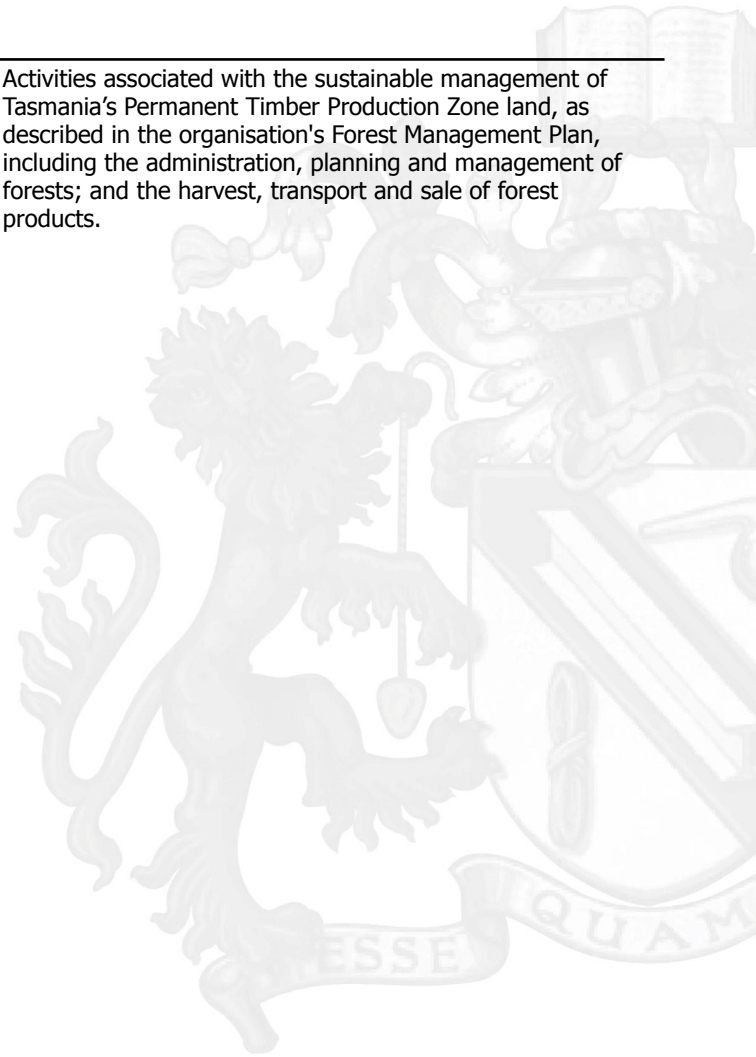 Activities associated with the sustainable management of
Tasmania's Permanent Timber Production Zone land, as
described in the organisation's Forest Management Plan,
including the administration, planning and management of
forests; and the harvest, transport and sale of forest
products.
ESSE
QUAM